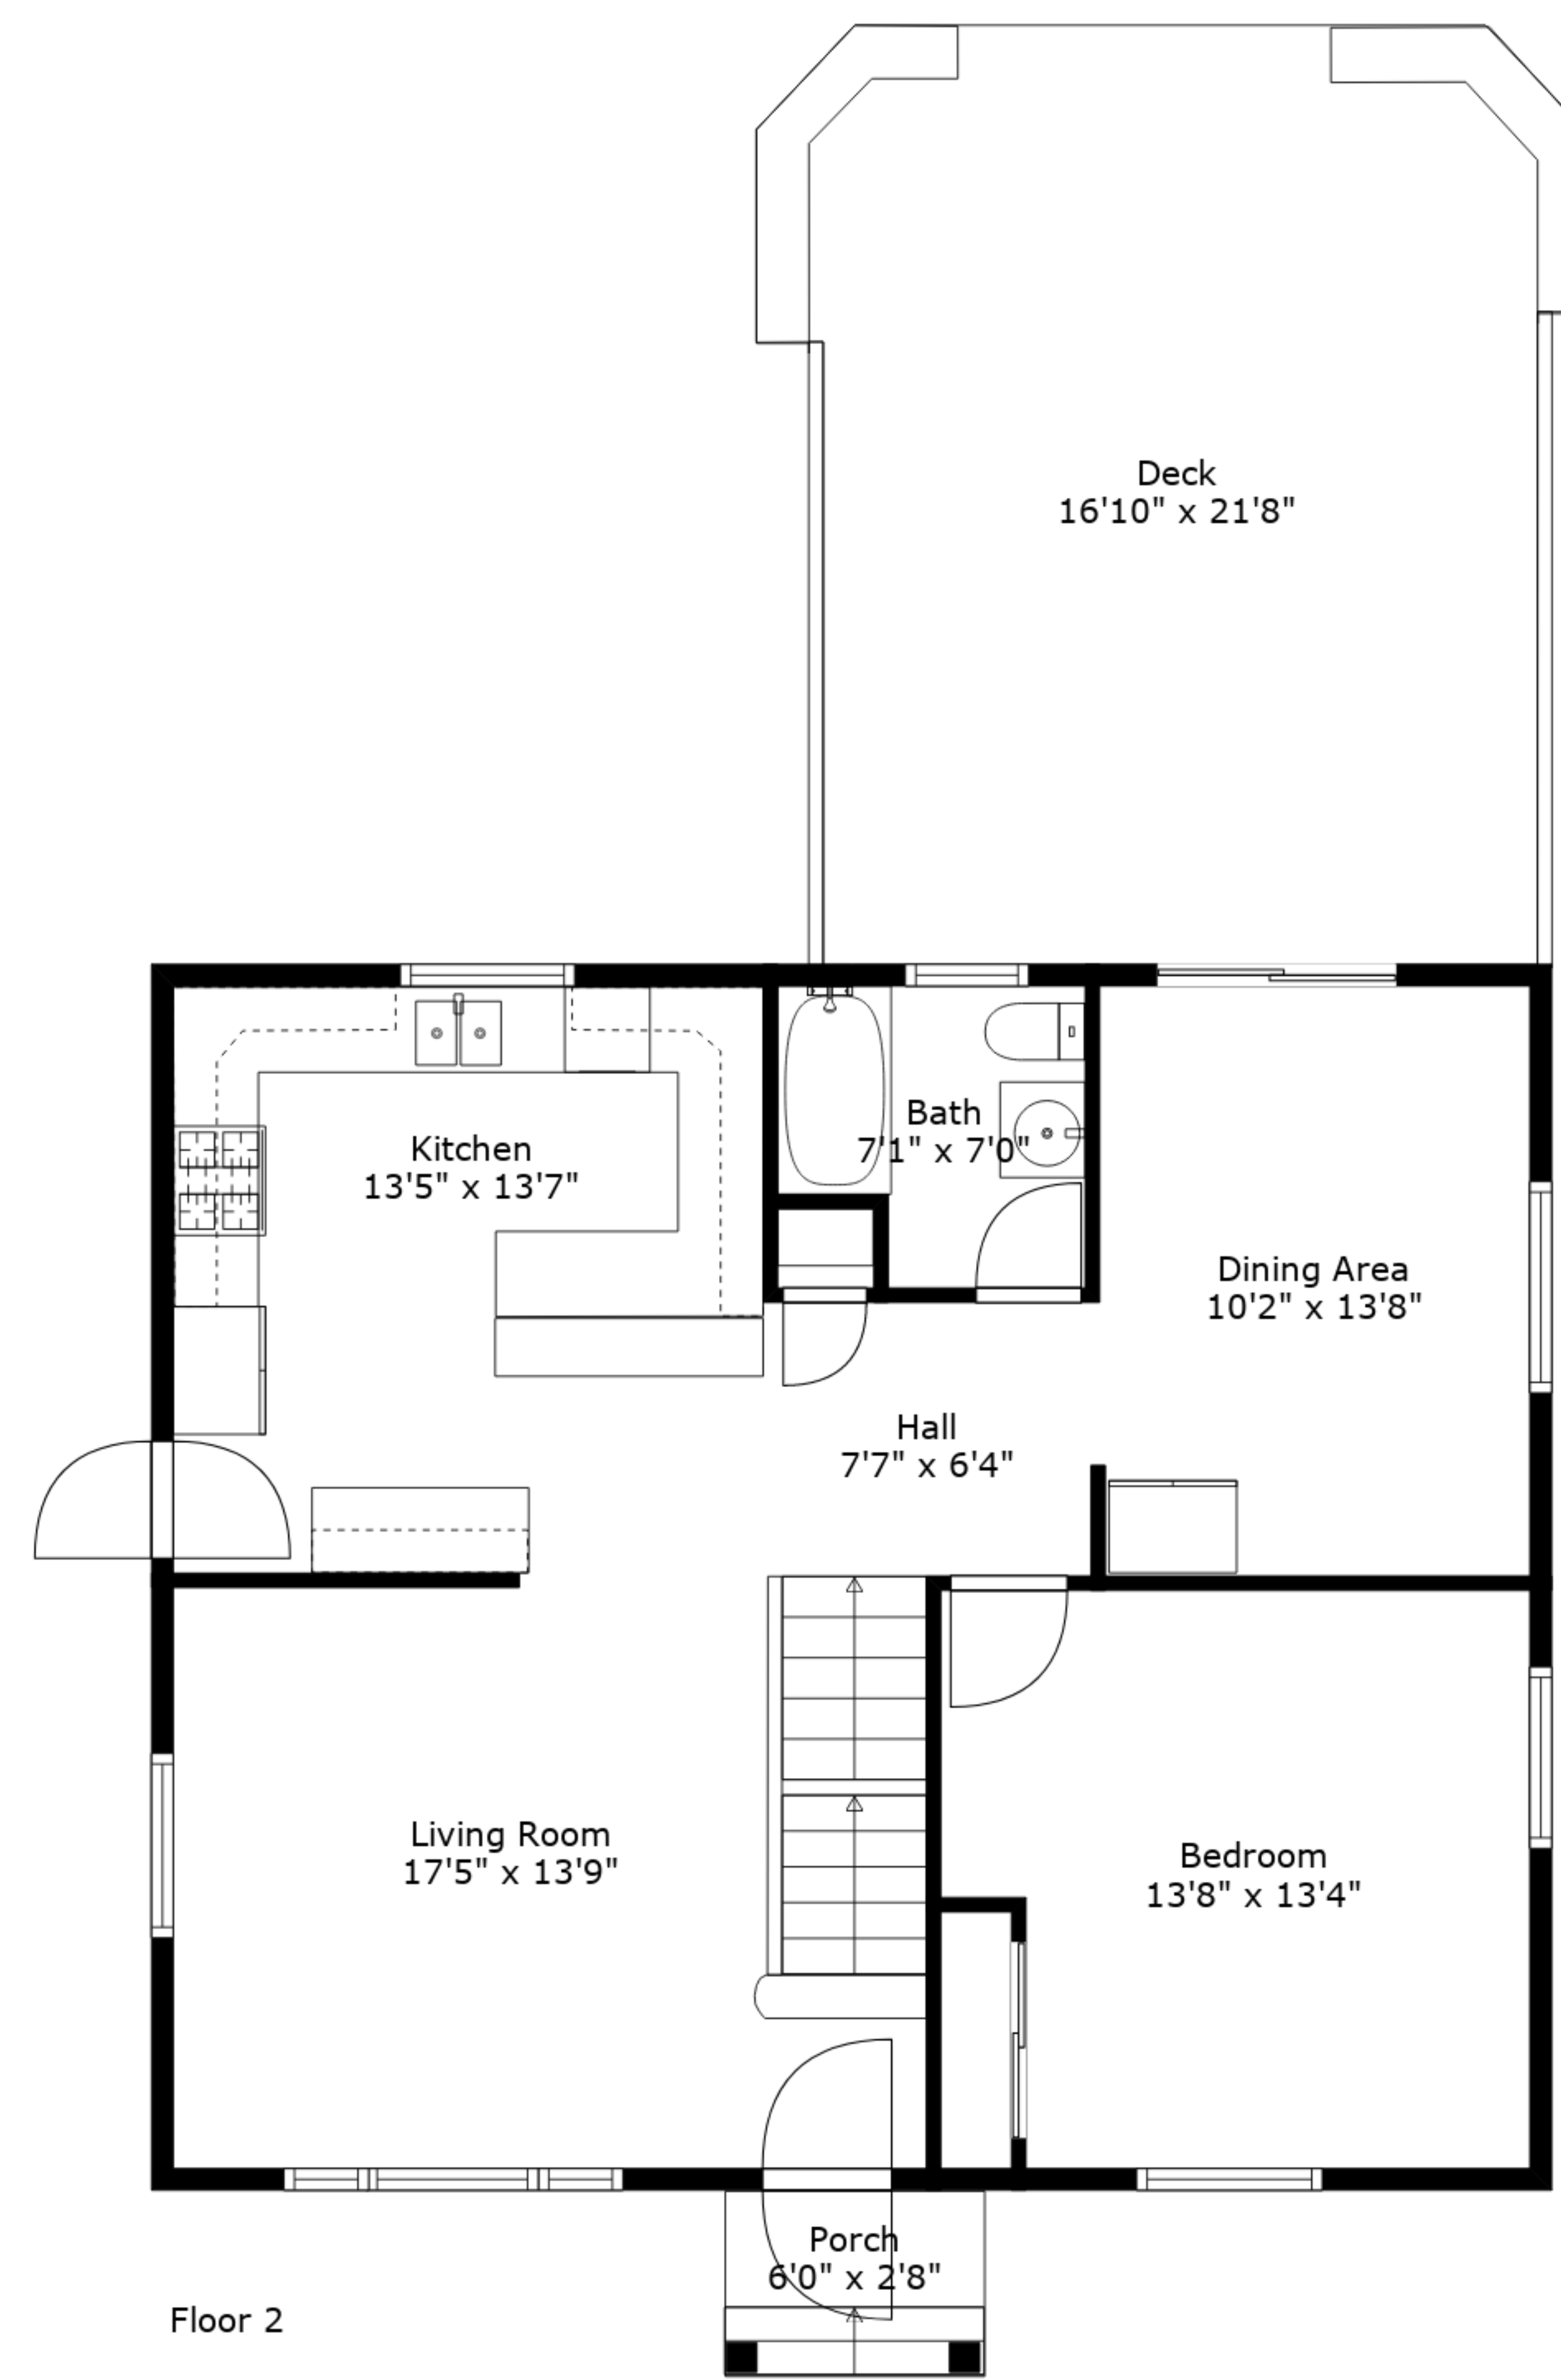 Deck
16'10" x 21'8"
Kitchen
13'5" x 13'7"
Bath
7'1" x 7'0"
Dining Area
10'2" x 13'8"
Hall
7'7" x 6'4"
Living Room
17'5" x 13'9"
Bedroom
13'8" x 13'4"
Porch
6'0" x 2'8"
Floor 2